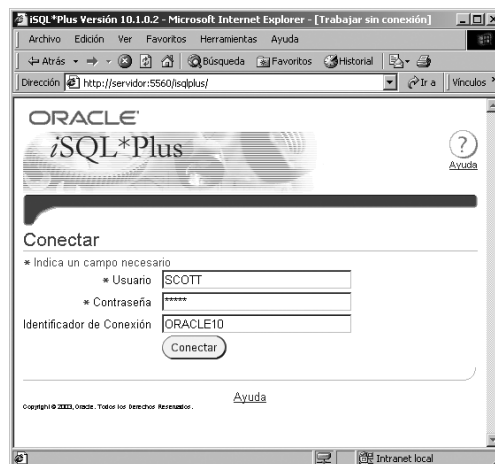 iSQL*Plus Versión 10.1.0.2 - Microsoft Internet Explorer - [Trabajar sin conexión]
Archivo Edición Ver Favoritos Herramientas Ayuda
Atrás Búsqueda Favoritos Historial
Dirección http://servidor:5560/isqlplus/ Ir a Vínculos »
ORACLE
iSQL*Plus
?
Ayuda
Conectar
* Indica un campo necesario
* Usuario SCOTT
* Contraseña *****
Identificador de Conexión ORACLE10
Conectar
Ayuda
Copyright © 2003, Oracle. Todos los Derechos Reservados.
Intranet local